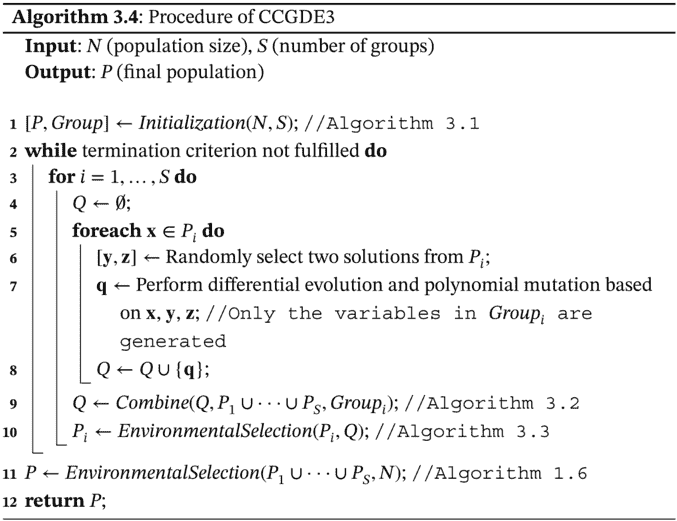 Algorithm 3.4: Procedure of CCGDE3
Input: N (population size), S (number of groups)
Output: P (final population)
1 [P, Group] ← Initialization(N, S); //Algorithm 3.1
2 while termination criterion not fulfilled do
3 for i = 1, …, S do
4 Q ← ∅;
5 foreach x ∈ Pᵢ do
6 [y, z] ← Randomly select two solutions from Pᵢ;
7 q ← Perform differential evolution and polynomial mutation based
on x, y, z; //Only the variables in Groupᵢ are
generated
8 Q ← Q ∪ {q};
9 Q ← Combine(Q, P₁ ∪ ⋯ ∪ P_S, Groupᵢ); //Algorithm 3.2
10 Pᵢ ← EnvironmentalSelection(Pᵢ, Q); //Algorithm 3.3
11 P ← EnvironmentalSelection(P₁ ∪ ⋯ ∪ P_S, N); //Algorithm 1.6
12 return P;